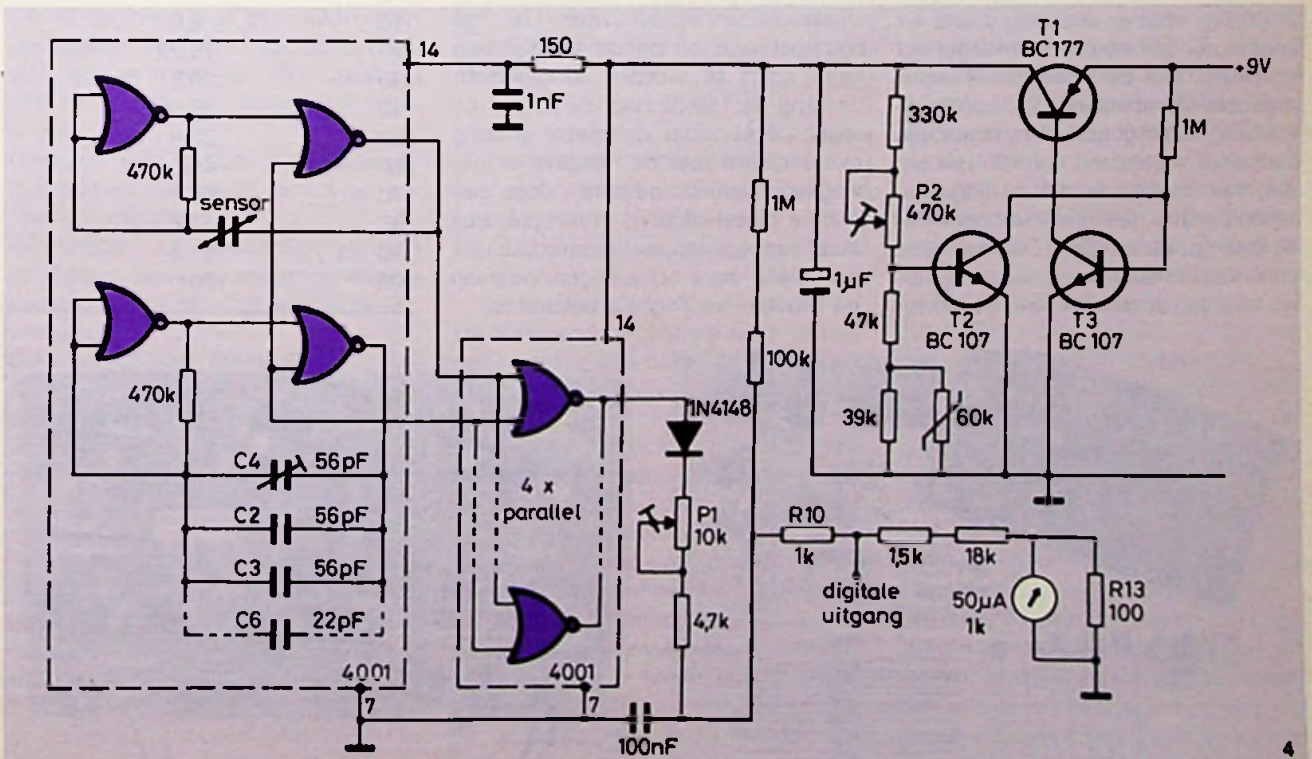 T1
BC 177
14
150
+9V
1nF
330k
1M
470k
sensor
1M
P2
470k
1µF
14
47k
T2
BC 107
T3
BC 107
470k
100k
1N4148
39k
60k
C4 56pF
4 x
parallel
P1
10k
C2 56pF
R10
1k
1,5k
18k
C3 56pF
digitale
uitgang
50µA
1k
R13
100
C6 22pF
4,7k
4001
7
4001
7
100nF
4